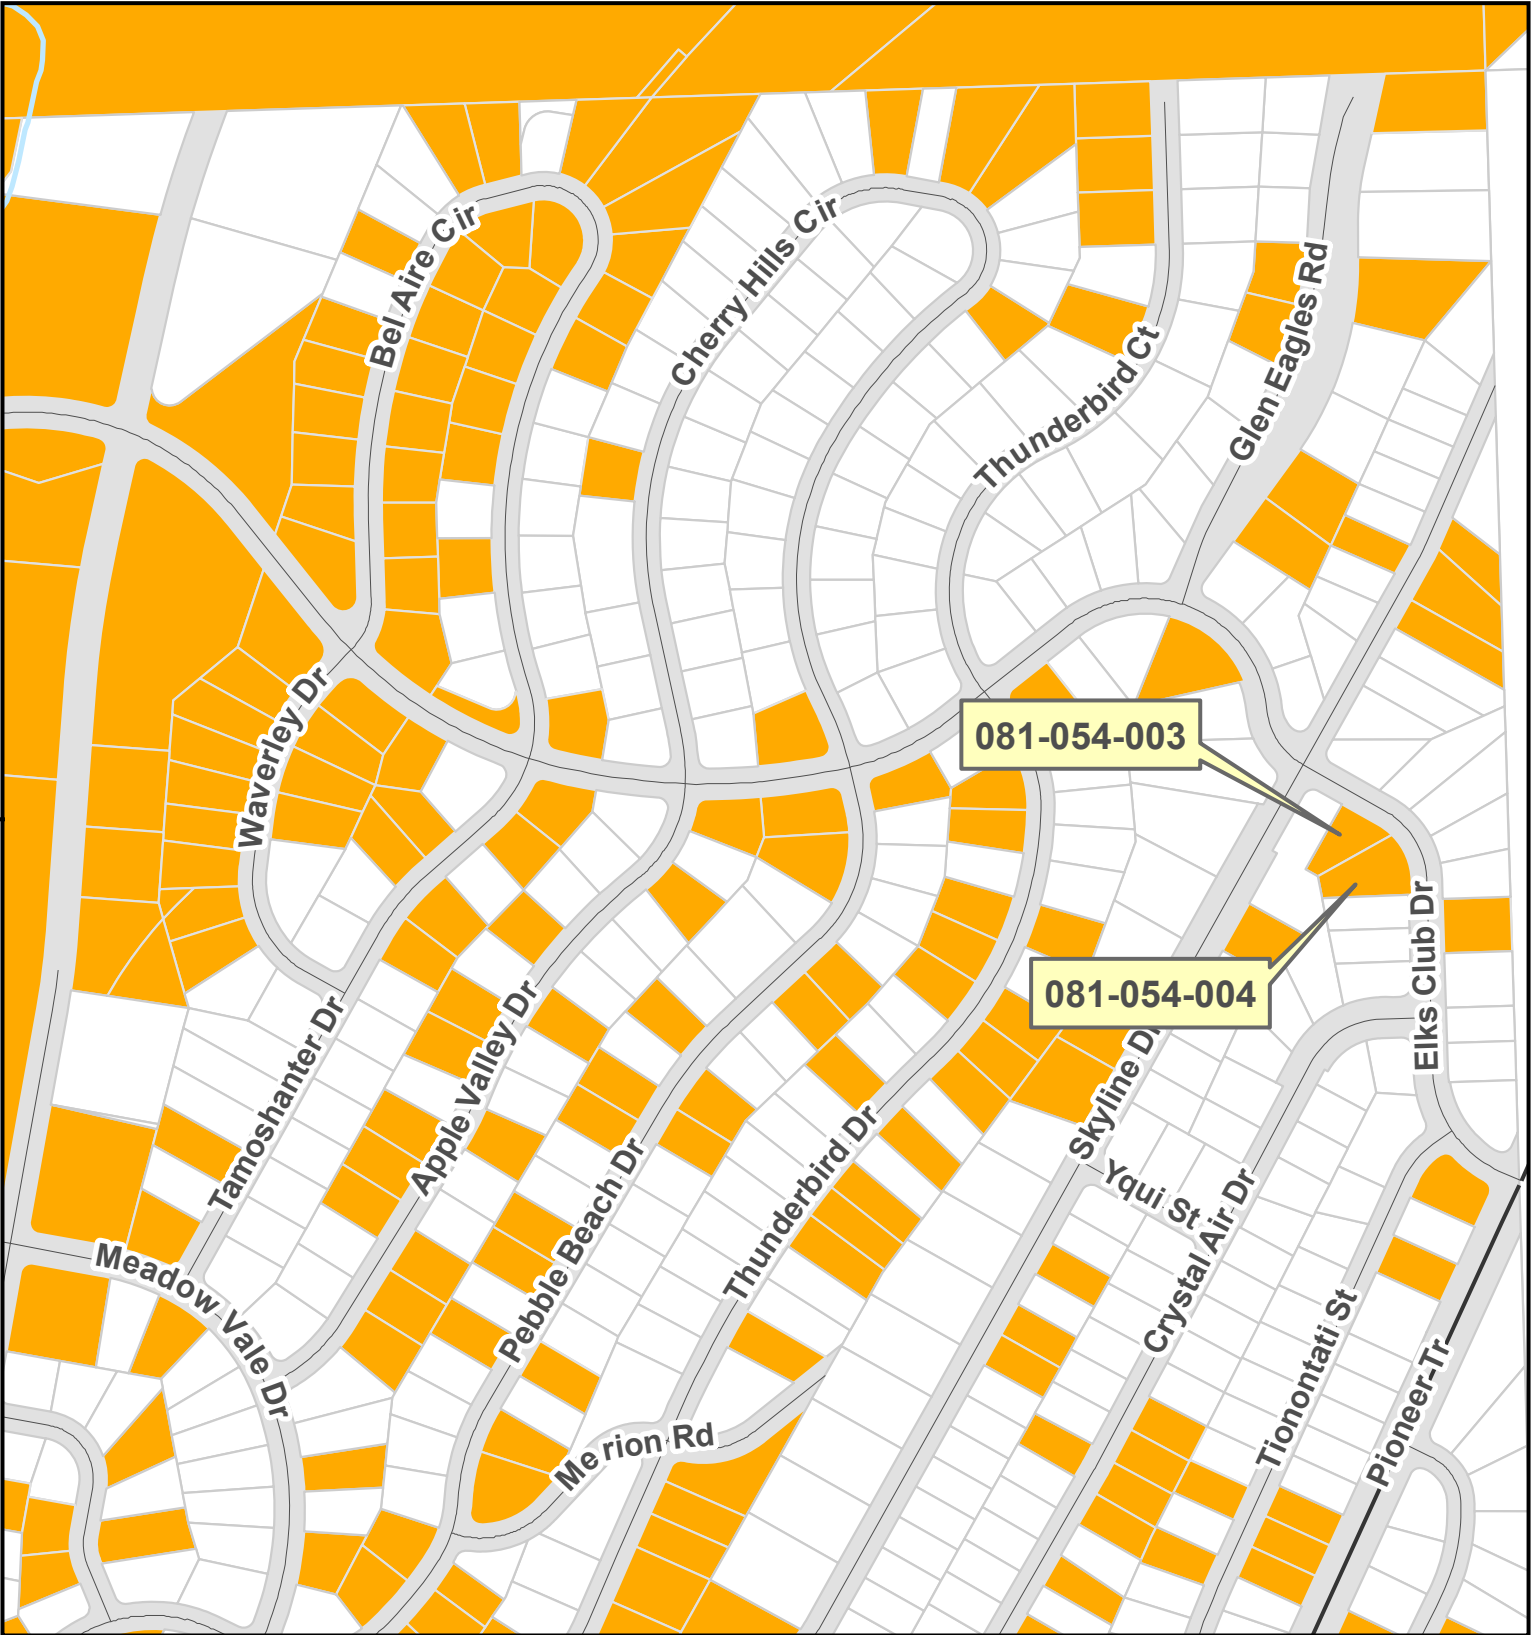 Bel Aire Cir
Cherry Hills Cir
Glen Eagles Rd
Thunderbird Ct
Waverley Dr
081-054-003
Elks Club Dr
081-054-004
Tamoshanter Dr
Apple Valley Dr
Skyline Dr
Thunderbird Dr
Pebble Beach Dr
Yqui St
Crystal Air Dr
Meadow Vale Dr
Tionontati St
Pioneer Tr
Merion Rd